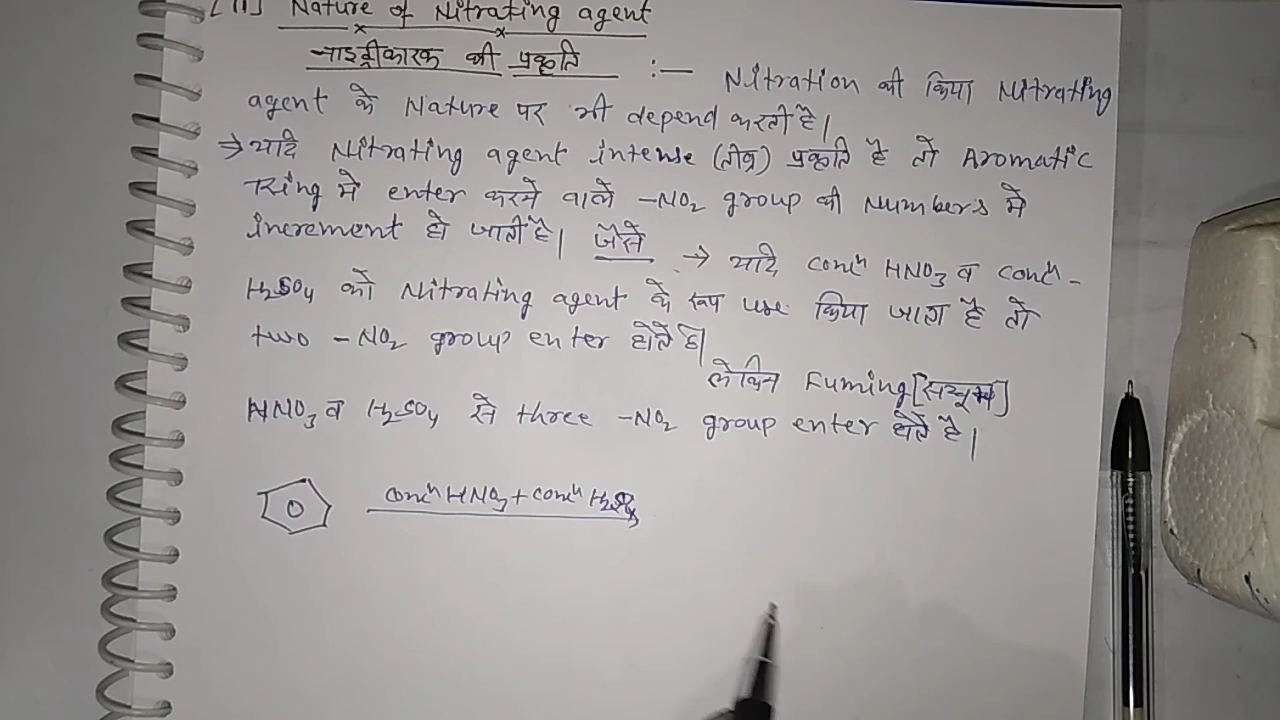 [ii] Nature of Nitrating agent
नाइट्रीकारक की प्रकृति :— Nitration की क्रिया Nitrating
agent के Nature पर भी depend करती है।
→ यदि Nitrating agent intense (तीव्र) प्रकृति है तो Aromatic
Ring मे enter करने वाले -NO₂ group की Numbers मे
increment हो जाती है। जैसे → यदि concⁿ HNO₃ व concⁿ-
H₂SO₄ को Nitrating agent के रूप use किया जाता है तो
two -NO₂ group enter होते है।
लेकिन Fuming [सधूम्र]
HNO₃ व H₂SO₄ से three -NO₂ group enter होते है।
concⁿ HNO₃ + concⁿ H₂SO₄